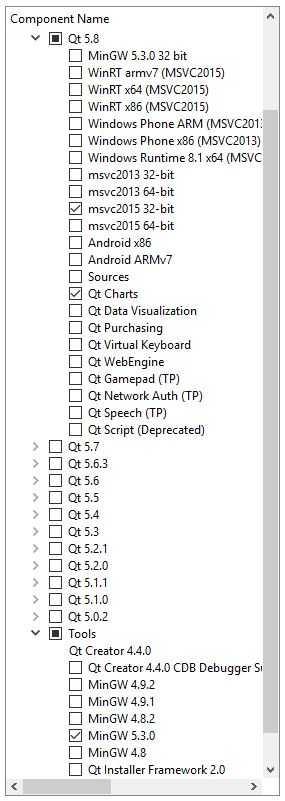 Component Name
Qt 5.8
MinGW 5.3.0 32 bit
WinRT armv7 (MSVC2015)
WinRT x64 (MSVC2015)
WinRT x86 (MSVC2015)
Windows Phone ARM (MSVC2013
Windows Phone x86 (MSVC2013)
Windows Runtime 8.1 x64 (MSVC20
msvc2013 32-bit
msvc2013 64-bit
msvc2015 32-bit
msvc2015 64-bit
Android x86
Android ARMv7
Sources
Qt Charts
Qt Data Visualization
Qt Purchasing
Qt Virtual Keyboard
Qt WebEngine
Qt Gamepad (TP)
Qt Network Auth (TP)
Qt Speech (TP)
Qt Script (Deprecated)
Qt 5.7
Qt 5.6.3
Qt 5.6
Qt 5.5
Qt 5.4
Qt 5.3
Qt 5.2.1
Qt 5.2.0
Qt 5.1.1
Qt 5.1.0
Qt 5.0.2
Tools
Qt Creator 4.4.0
Qt Creator 4.4.0 CDB Debugger Su
MinGW 4.9.2
MinGW 4.9.1
MinGW 4.8.2
MinGW 5.3.0
MinGW 4.8
Qt Installer Framework 2.0